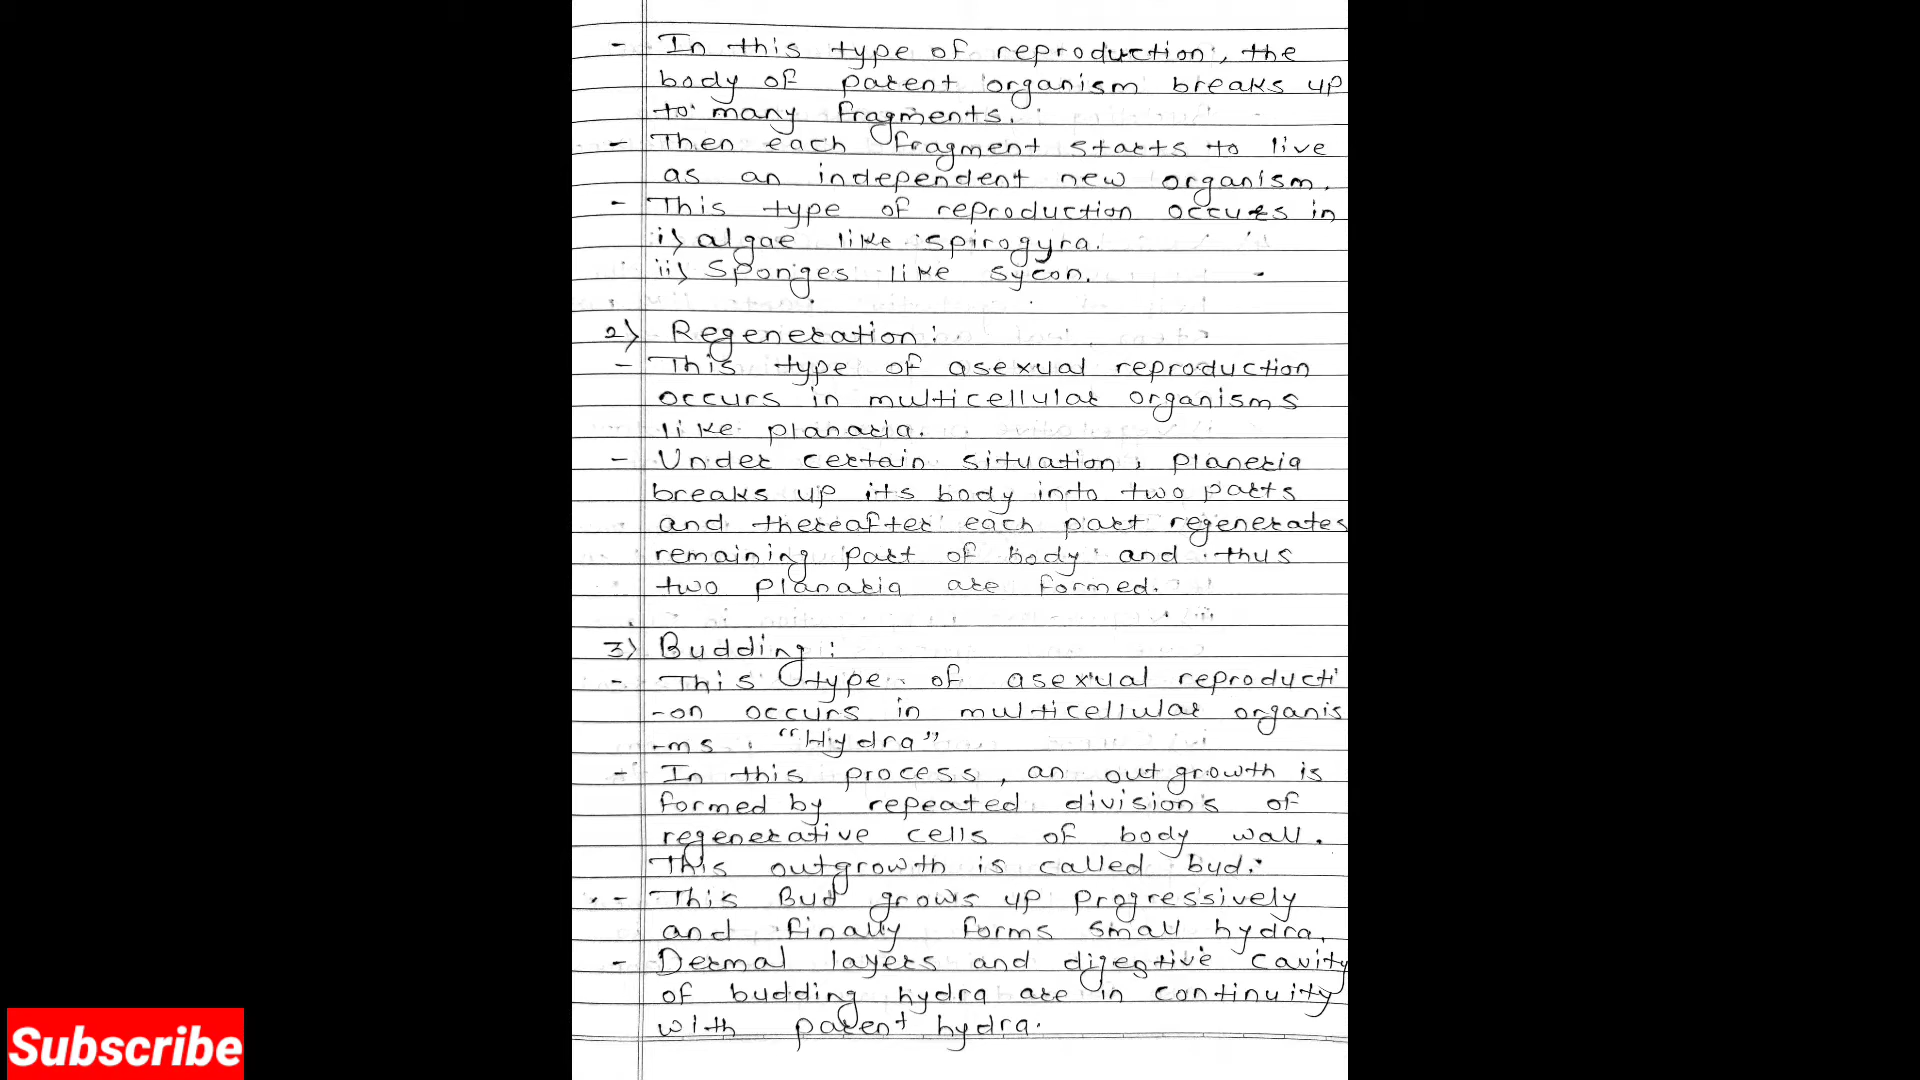 - In this type of reproduction, the
body of parent organism breaks up
to many fragments.
- Then each fragment starts to live
as an independent new organism.
- This type of reproduction occurs in
i) algae like spirogyra.
ii) Sponges like sycon.
2) Regeneration:
- This type of asexual reproduction
occurs in multicellular organisms
like planaria.
- Under certain situation, planeria
breaks up its body into two parts
and thereafter each part regenerates
remaining part of body and thus
two planaria are formed.
3) Budding:
- This type of asexual reproducti
-on occurs in multicellular organis
-ms. "Hydra"
- In this process, an outgrowth is
formed by repeated divisions of
regenerative cells of body wall.
This outgrowth is called bud.
- This Bud grows up progressively
and finally forms small hydra.
- Dermal layers and digestive cavity
of budding hydra are in continuity
with parent hydra.
Subscribe